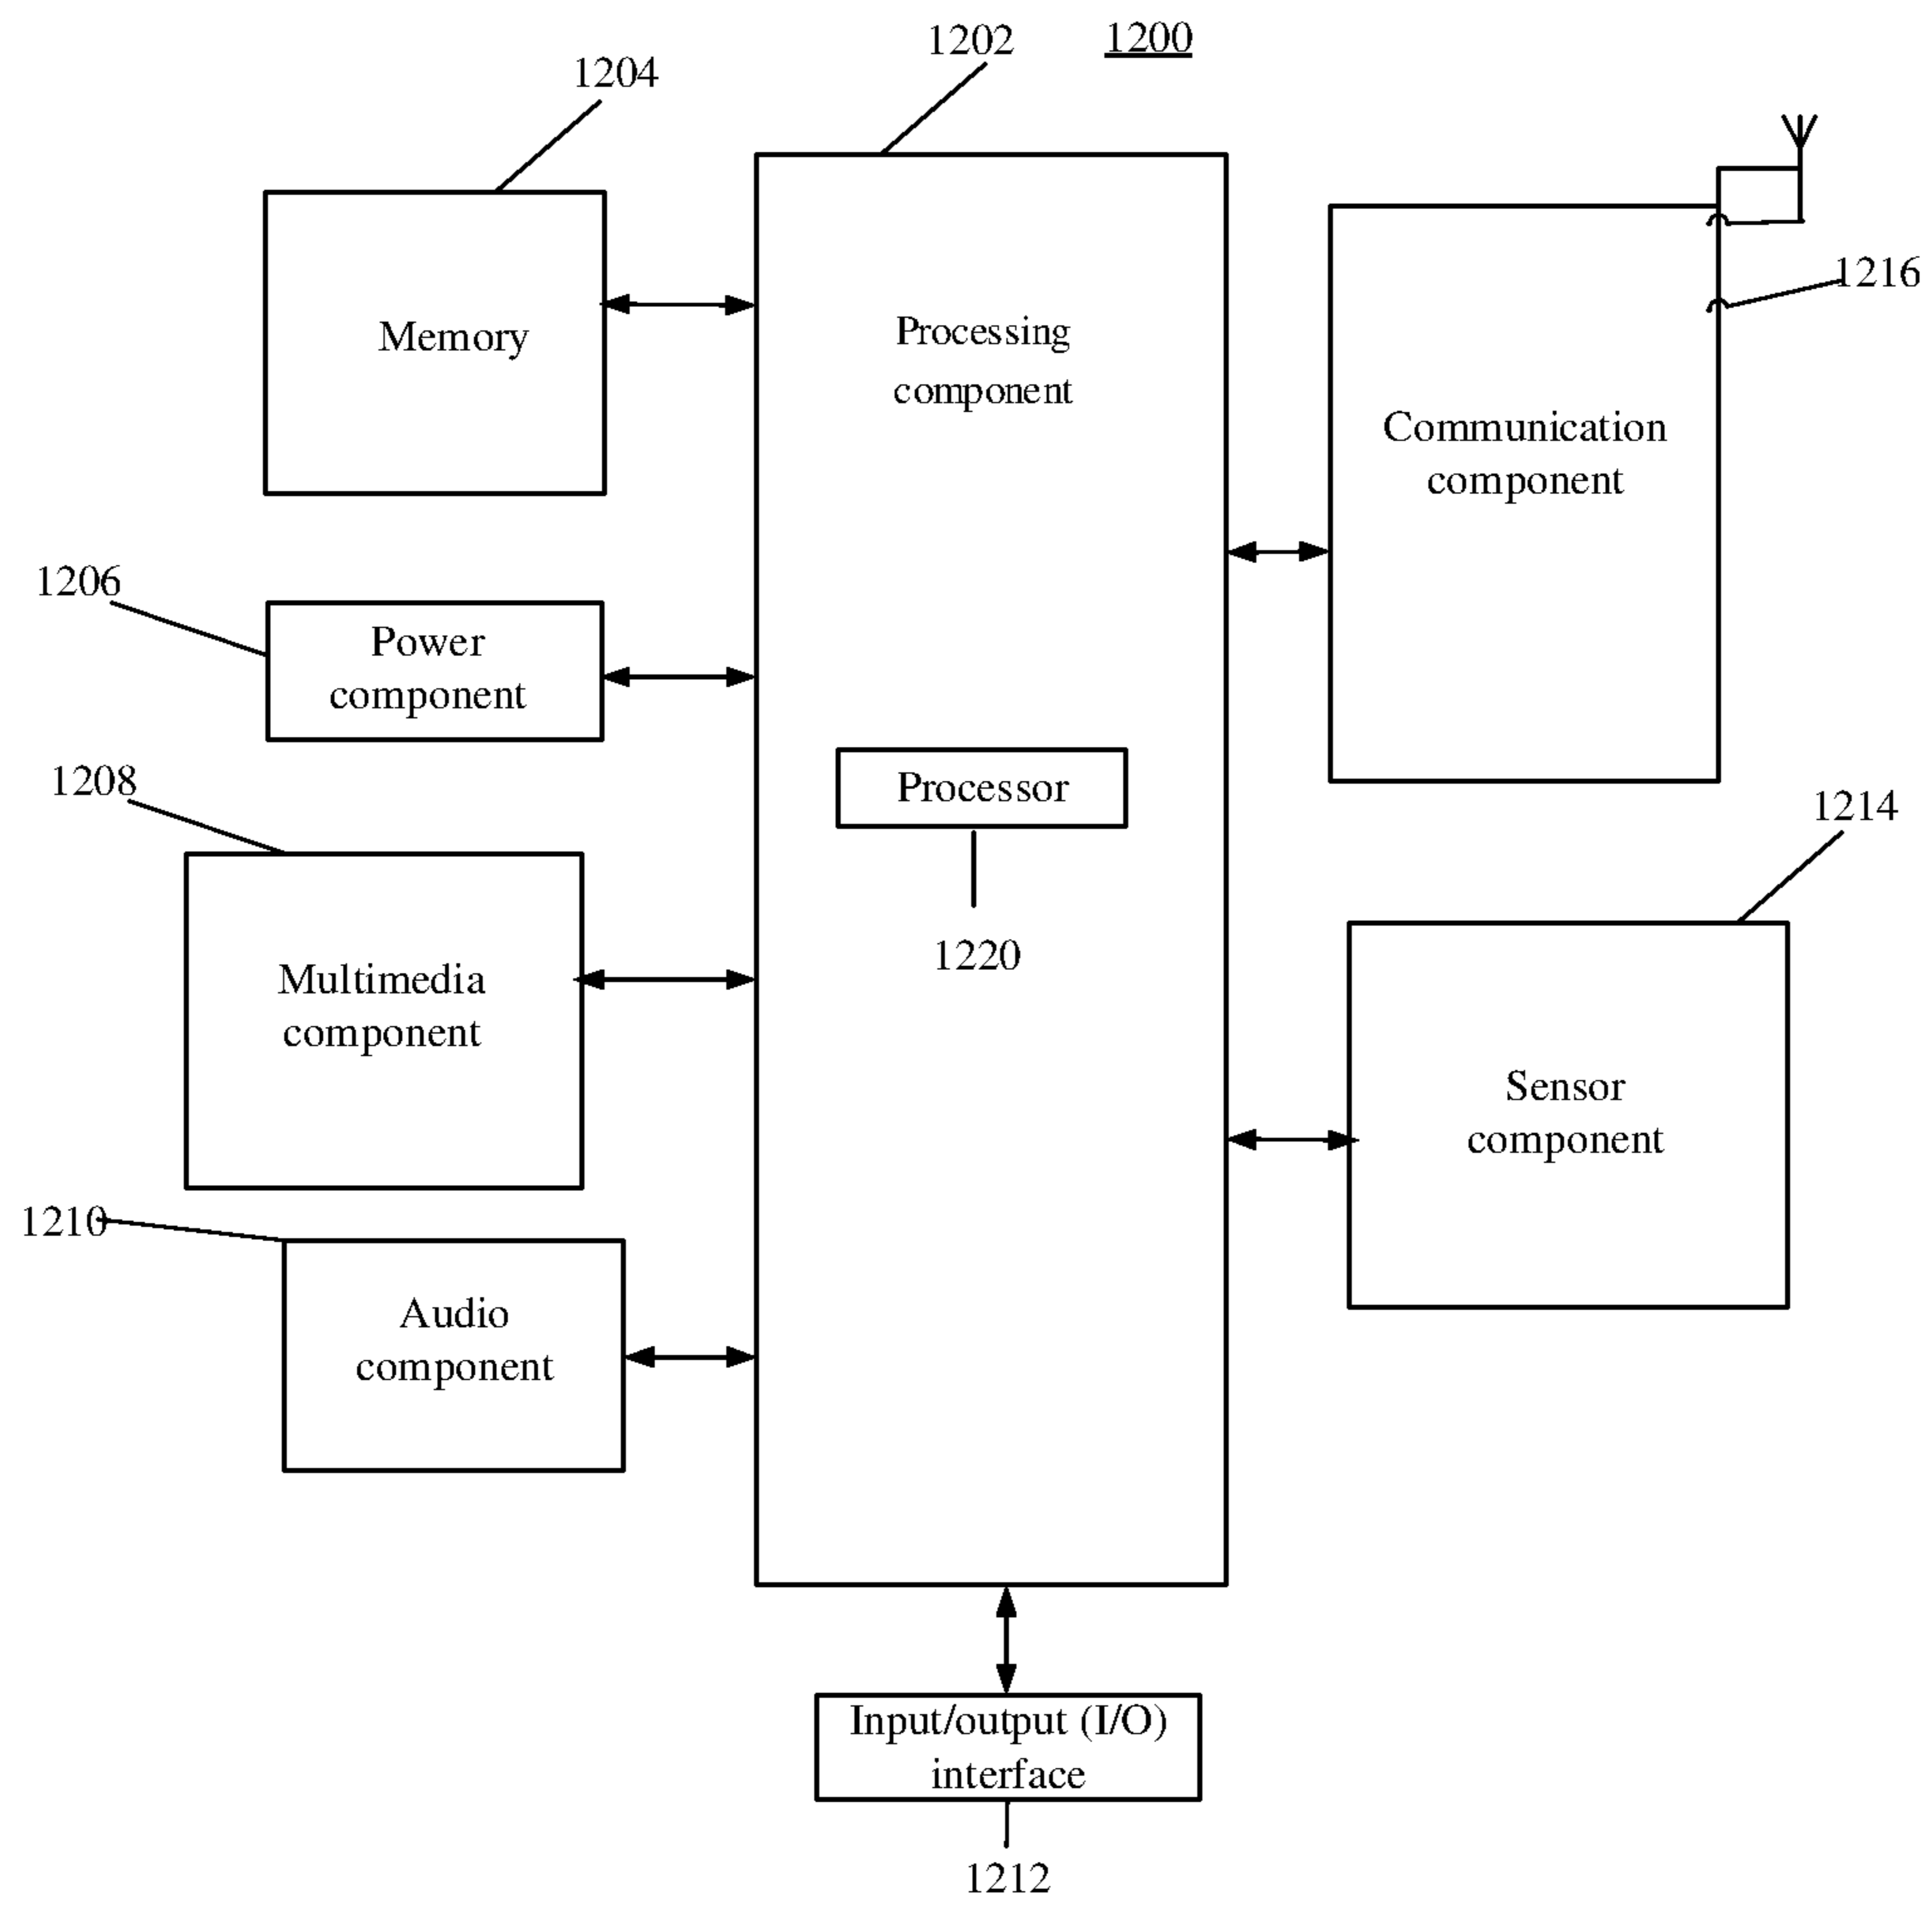 1200
1202
1204
1216
Memory
Processing
component
Communication
component
1206
Power
component
1208
Processor
1214
1220
Multimedia
component
Sensor
component
1210
Audio
component
Input/output (I/O)
interface
1212